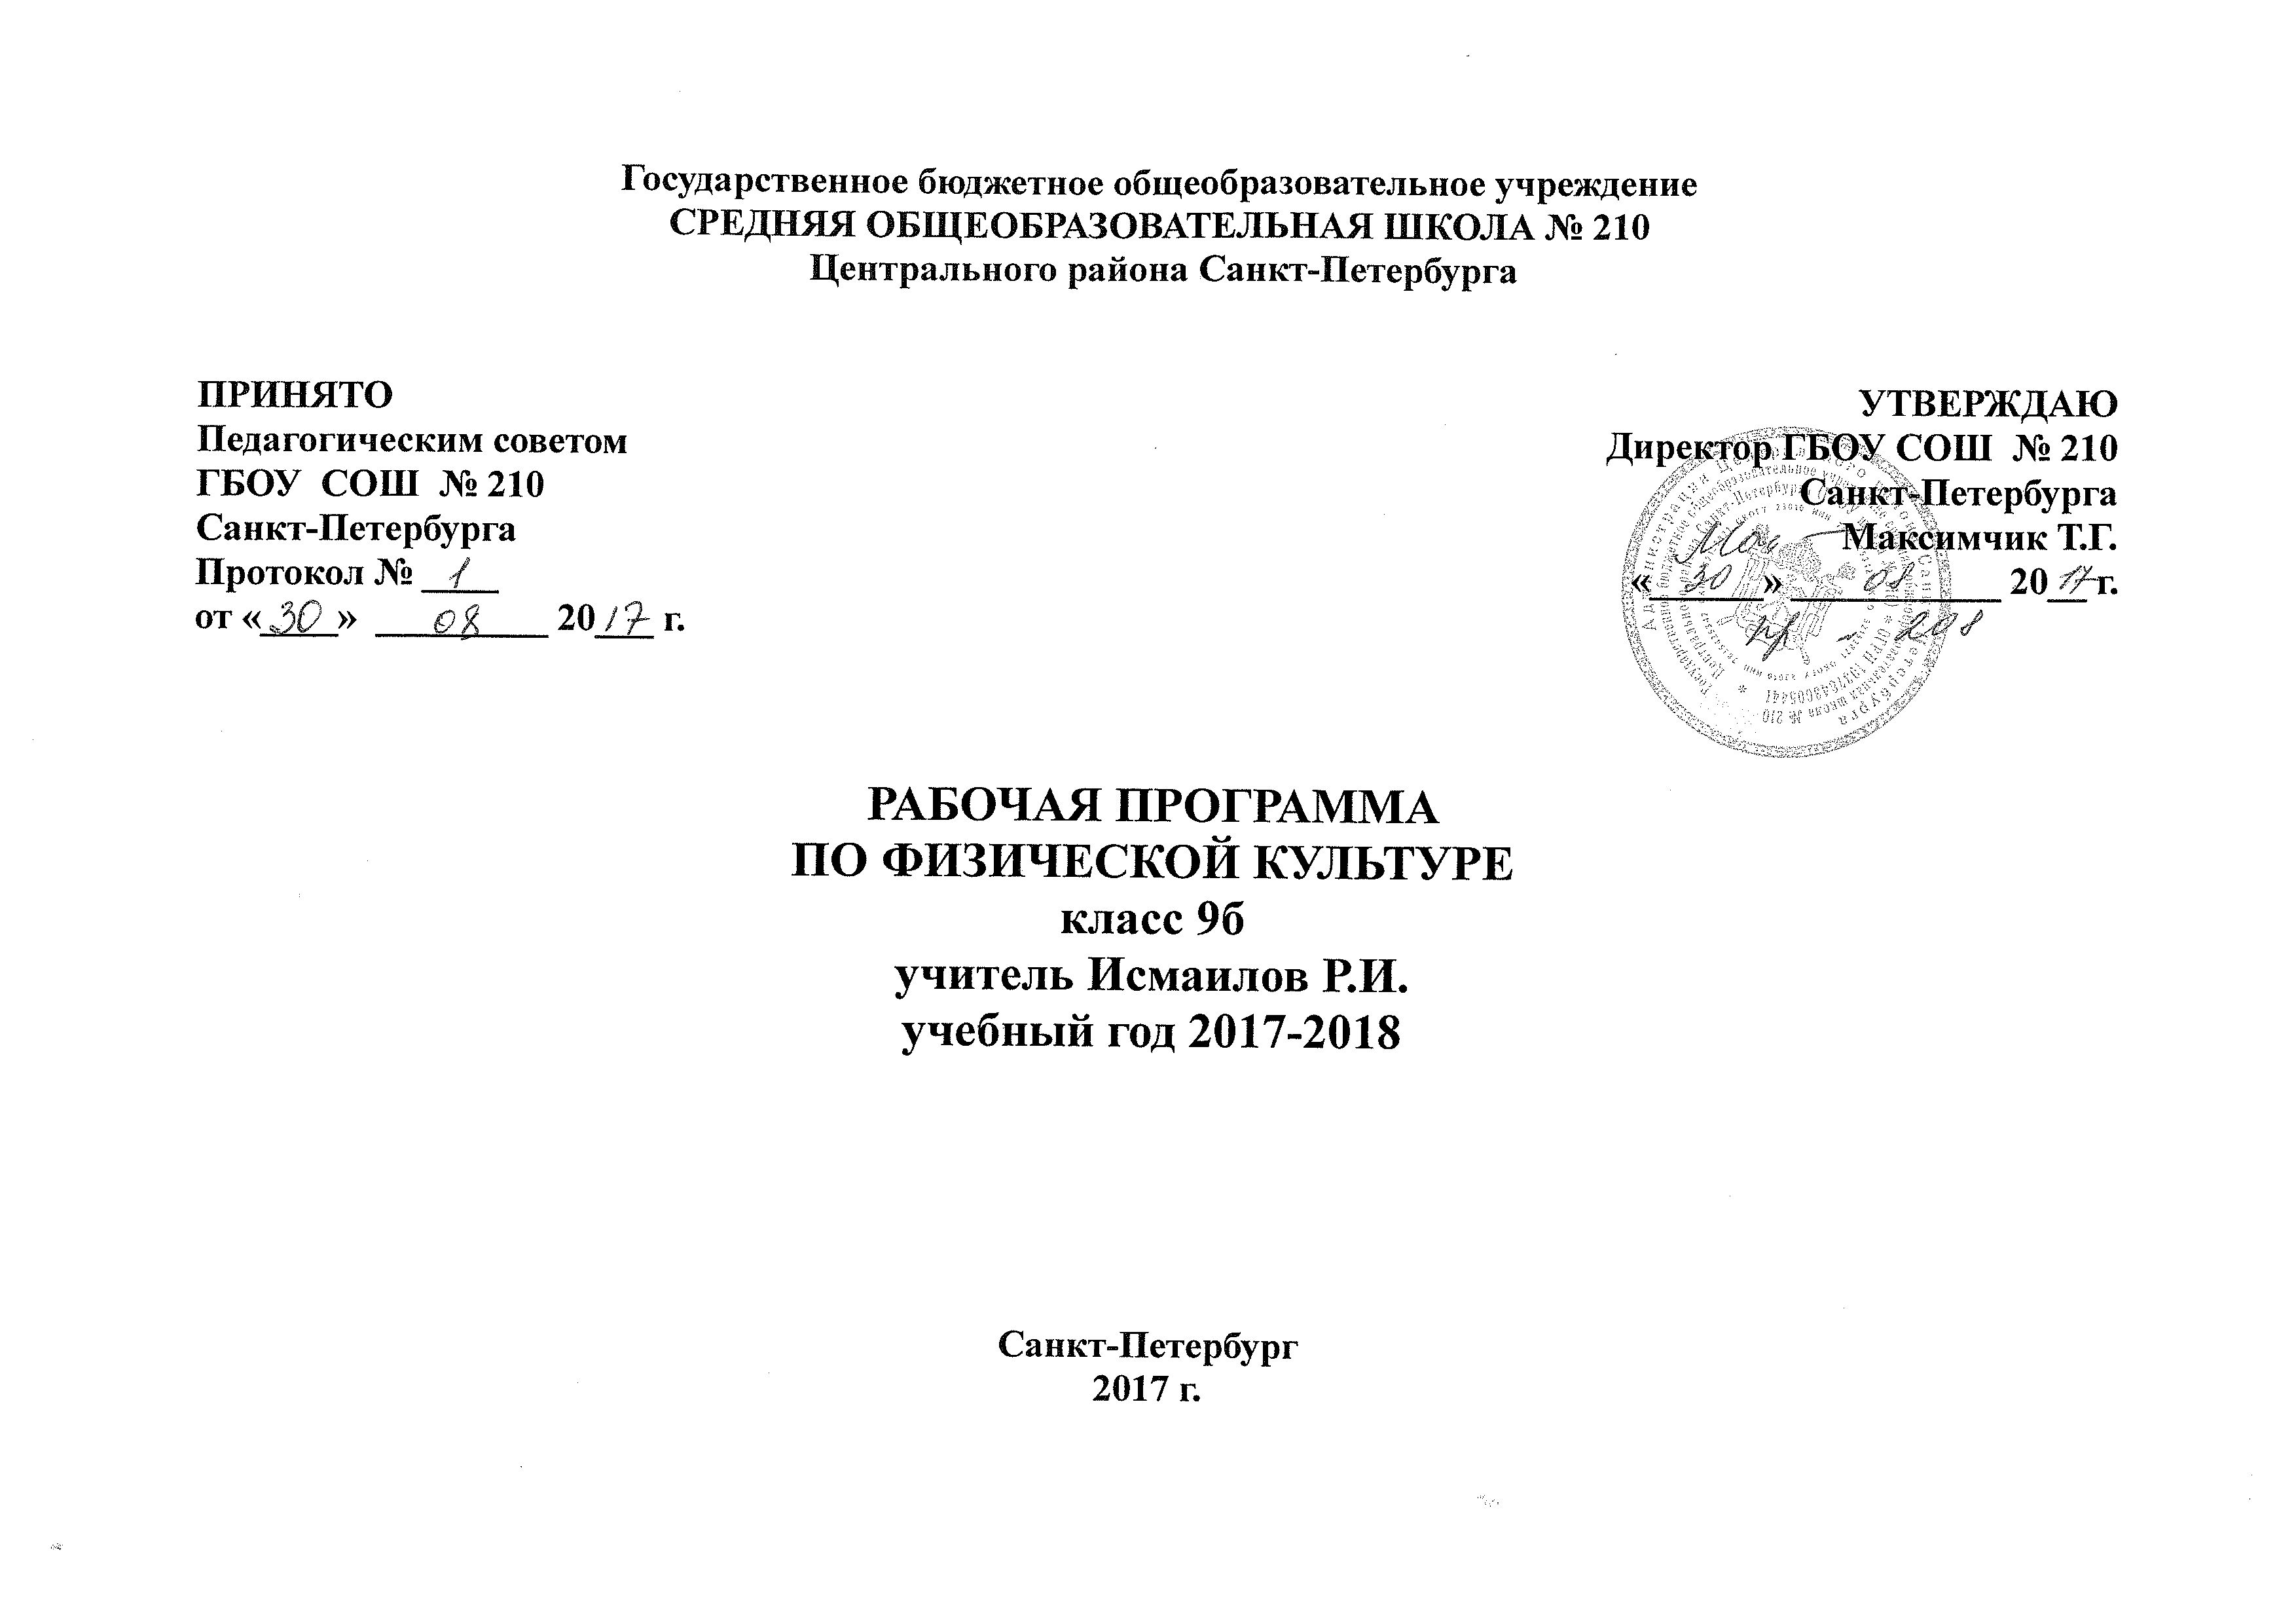 Государственное бюджетное общеобразовательное учреждение
СРЕДНЯЯ ОБЩЕОБРАЗОВАТЕЛЬНАЯ ШКОЛА № 210
Центрального района Санкт-Петербурга
ПРИНЯТО
Педагогическим советом
ГБОУ СОШ № 210
Санкт-Петербурга
Протокол № 1
от «30» 08 2017 г.
УТВЕРЖДАЮ
Директор ГБОУ СОШ № 210
Санкт-Петербурга
Максимчик Т.Г.
«30» 08 2017 г.
РАБОЧАЯ ПРОГРАММА
ПО ФИЗИЧЕСКОЙ КУЛЬТУРЕ
класс 9б
учитель Исмаилов Р.И.
учебный год 2017-2018
Санкт-Петербург
2017 г.